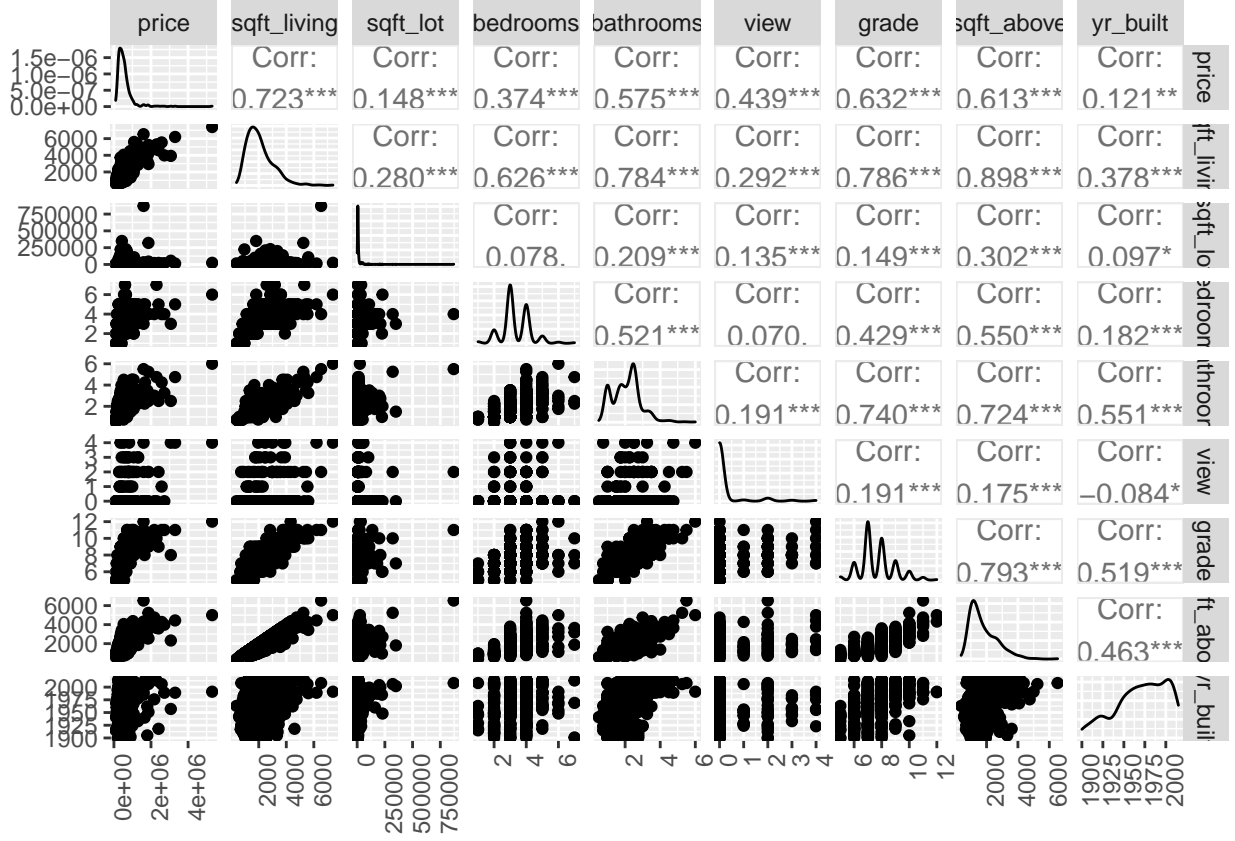 price sqft_living sqft_lot bedrooms bathrooms view grade sqft_above yr_built
Corr: Corr: Corr: Corr: Corr: Corr: Corr: Corr:
1.5e−06
1.0e−06
5.0e−07
0.0e+00
0.723*** 0.148*** 0.374*** 0.575*** 0.439*** 0.632*** 0.613*** 0.121**
price
Corr: Corr: Corr: Corr: Corr: Corr: Corr:
6000
4000
2000
0.280*** 0.626*** 0.784*** 0.292*** 0.786*** 0.898*** 0.378***
Corr: Corr: Corr: Corr: Corr: Corr:
750000
500000
250000
0
0.078. 0.209*** 0.135*** 0.149*** 0.302*** 0.097*
Corr: Corr: Corr: Corr: Corr:
6
4
2
0.521*** 0.070. 0.429*** 0.550*** 0.182***
Corr: Corr: Corr: Corr:
6
4
2
0.191*** 0.740*** 0.724*** 0.551***
Corr: Corr: Corr:
4
3
2
1
0
0.191*** 0.175*** −0.084*
view
Corr: Corr:
12
10
8
6
0.793*** 0.519***
grade
Corr:
6000
4000
2000
0.463***
2000
1975
1950
1925
1900
0e+00 2e+06 4e+06
2000 4000 6000
0 250000 500000 750000
2 4 6
2 4 6
0 1 2 3 4
6 8 10 12
2000 4000 6000
1900 1925 1950 1975 2000